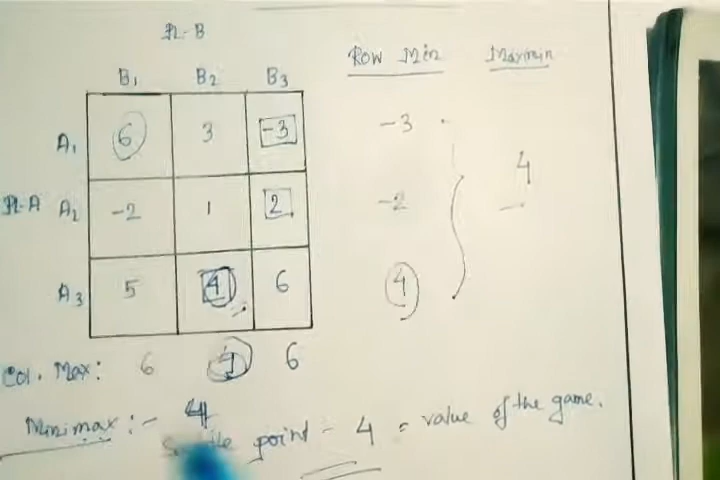 Pl-B
Row Min Maximin
B1 B2 B3
A1 6 3 -3 -3
Pl-A A2 -2 1 2 -2 4
A3 5 4 6 4
Col. Max: 6 4 6
Minimax :- 4
point = 4 = value of the game.